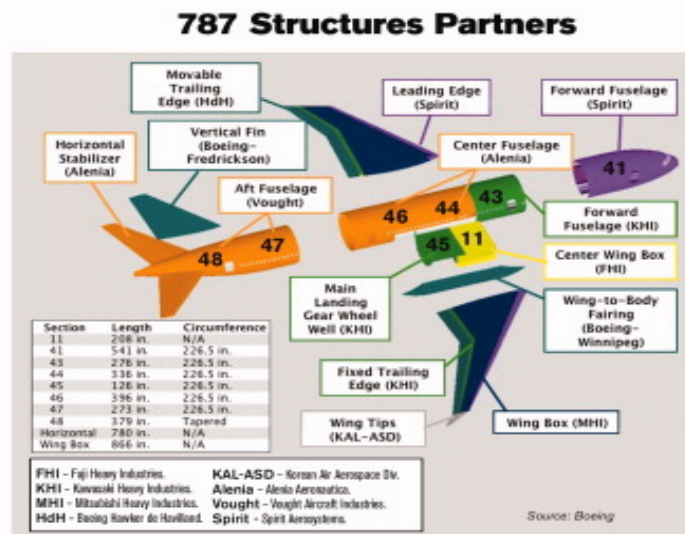 787 Structures Partners
Movable
Trailing
Edge (HdH)
Leading Edge
(Spirit)
Forward Fuselage
(Spirit)
Horizontal
Stabilizer
(Alenia)
Vertical Fin
(Boeing–
Fredrickson)
Center Fuselage
(Alenia)
41
Aft Fuselage
(Vought)
46
44
43
48
47
45
11
Forward
Fuselage (KHI)
Center Wing Box
(FHI)
Main
Landing
Gear Wheel
Well (KHI)
Wing-to-Body
Fairing
(Boeing–
Winnipeg)
Fixed Trailing
Edge (KHI)
Wing Tips
(KAL-ASD)
Wing Box (MHI)
Section Length Circumference
11 208 in. N/A
41 541 in. 226.5 in.
43 276 in. 226.5 in.
44 336 in. 226.5 in.
45 126 in. 226.5 in.
46 396 in. 226.5 in.
47 273 in. 226.5 in.
48 379 in. Tapered
Horizontal 780 in. N/A
Wing Box 866 in. N/A
FHI – Fuji Heavy Industries. KAL-ASD – Korean Air Aerospace Div.
KHI – Kawasaki Heavy Industries. Alenia – Alenia Aeronautica.
MHI – Mitsubishi Heavy Industries. Vought – Vought Aircraft Industries.
HdH – Boeing Hawker de Havilland. Spirit – Spirit Aerosystems.
Source: Boeing